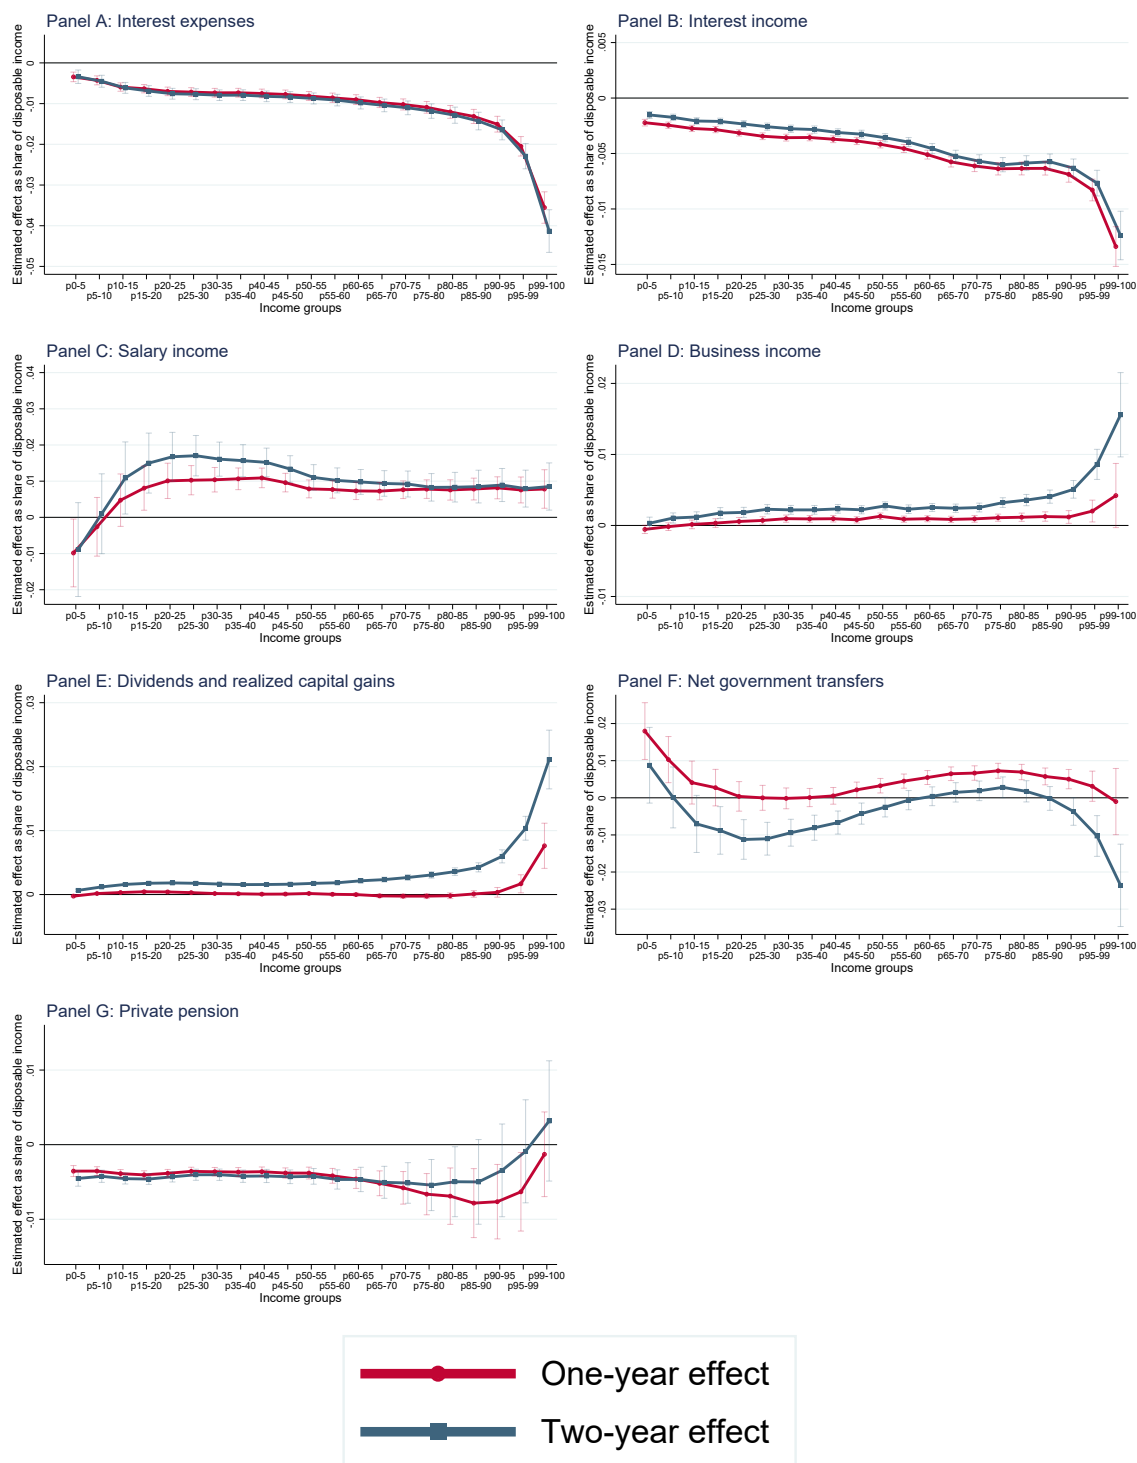 Panel A: Interest expenses
Estimated effect as share of disposable income
0
-.01
-.02
-.03
-.04
-.05
p0-5 p10-15 p20-25 p30-35 p40-45 p50-55 p60-65 p70-75 p80-85 p90-95 p99-100
p5-10 p15-20 p25-30 p35-40 p45-50 p55-60 p65-70 p75-80 p85-90 p95-99
Income groups
Panel B: Interest income
Estimated effect as share of disposable income
.005
0
-.005
-.01
-.015
p0-5 p10-15 p20-25 p30-35 p40-45 p50-55 p60-65 p70-75 p80-85 p90-95 p99-100
p5-10 p15-20 p25-30 p35-40 p45-50 p55-60 p65-70 p75-80 p85-90 p95-99
Income groups
Panel C: Salary income
Estimated effect as share of disposable income
.04
.03
.02
.01
0
-.01
-.02
p0-5 p10-15 p20-25 p30-35 p40-45 p50-55 p60-65 p70-75 p80-85 p90-95 p99-100
p5-10 p15-20 p25-30 p35-40 p45-50 p55-60 p65-70 p75-80 p85-90 p95-99
Income groups
Panel D: Business income
Estimated effect as share of disposable income
.02
.01
0
-.01
p0-5 p10-15 p20-25 p30-35 p40-45 p50-55 p60-65 p70-75 p80-85 p90-95 p99-100
p5-10 p15-20 p25-30 p35-40 p45-50 p55-60 p65-70 p75-80 p85-90 p95-99
Income groups
Panel E: Dividends and realized capital gains
Estimated effect as share of disposable income
.03
.02
.01
0
p0-5 p10-15 p20-25 p30-35 p40-45 p50-55 p60-65 p70-75 p80-85 p90-95 p99-100
p5-10 p15-20 p25-30 p35-40 p45-50 p55-60 p65-70 p75-80 p85-90 p95-99
Income groups
Panel F: Net government transfers
Estimated effect as share of disposable income
.02
.01
0
-.01
-.02
-.03
p0-5 p10-15 p20-25 p30-35 p40-45 p50-55 p60-65 p70-75 p80-85 p90-95 p99-100
p5-10 p15-20 p25-30 p35-40 p45-50 p55-60 p65-70 p75-80 p85-90 p95-99
Income groups
Panel G: Private pension
Estimated effect as share of disposable income
.01
0
-.01
p0-5 p10-15 p20-25 p30-35 p40-45 p50-55 p60-65 p70-75 p80-85 p90-95 p99-100
p5-10 p15-20 p25-30 p35-40 p45-50 p55-60 p65-70 p75-80 p85-90 p95-99
Income groups
One-year effect
Two-year effect